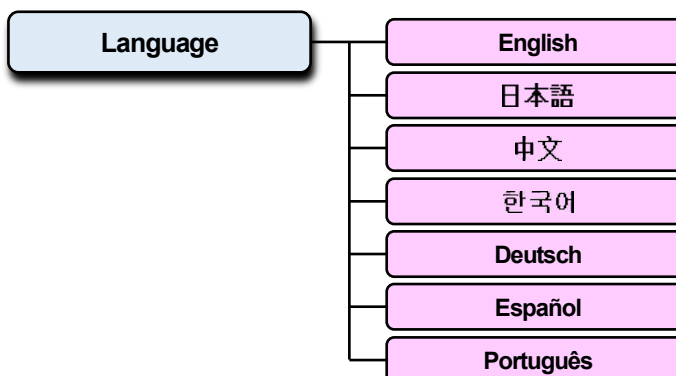 Language
English
日本語
中文
한국어
Deutsch
Español
Português